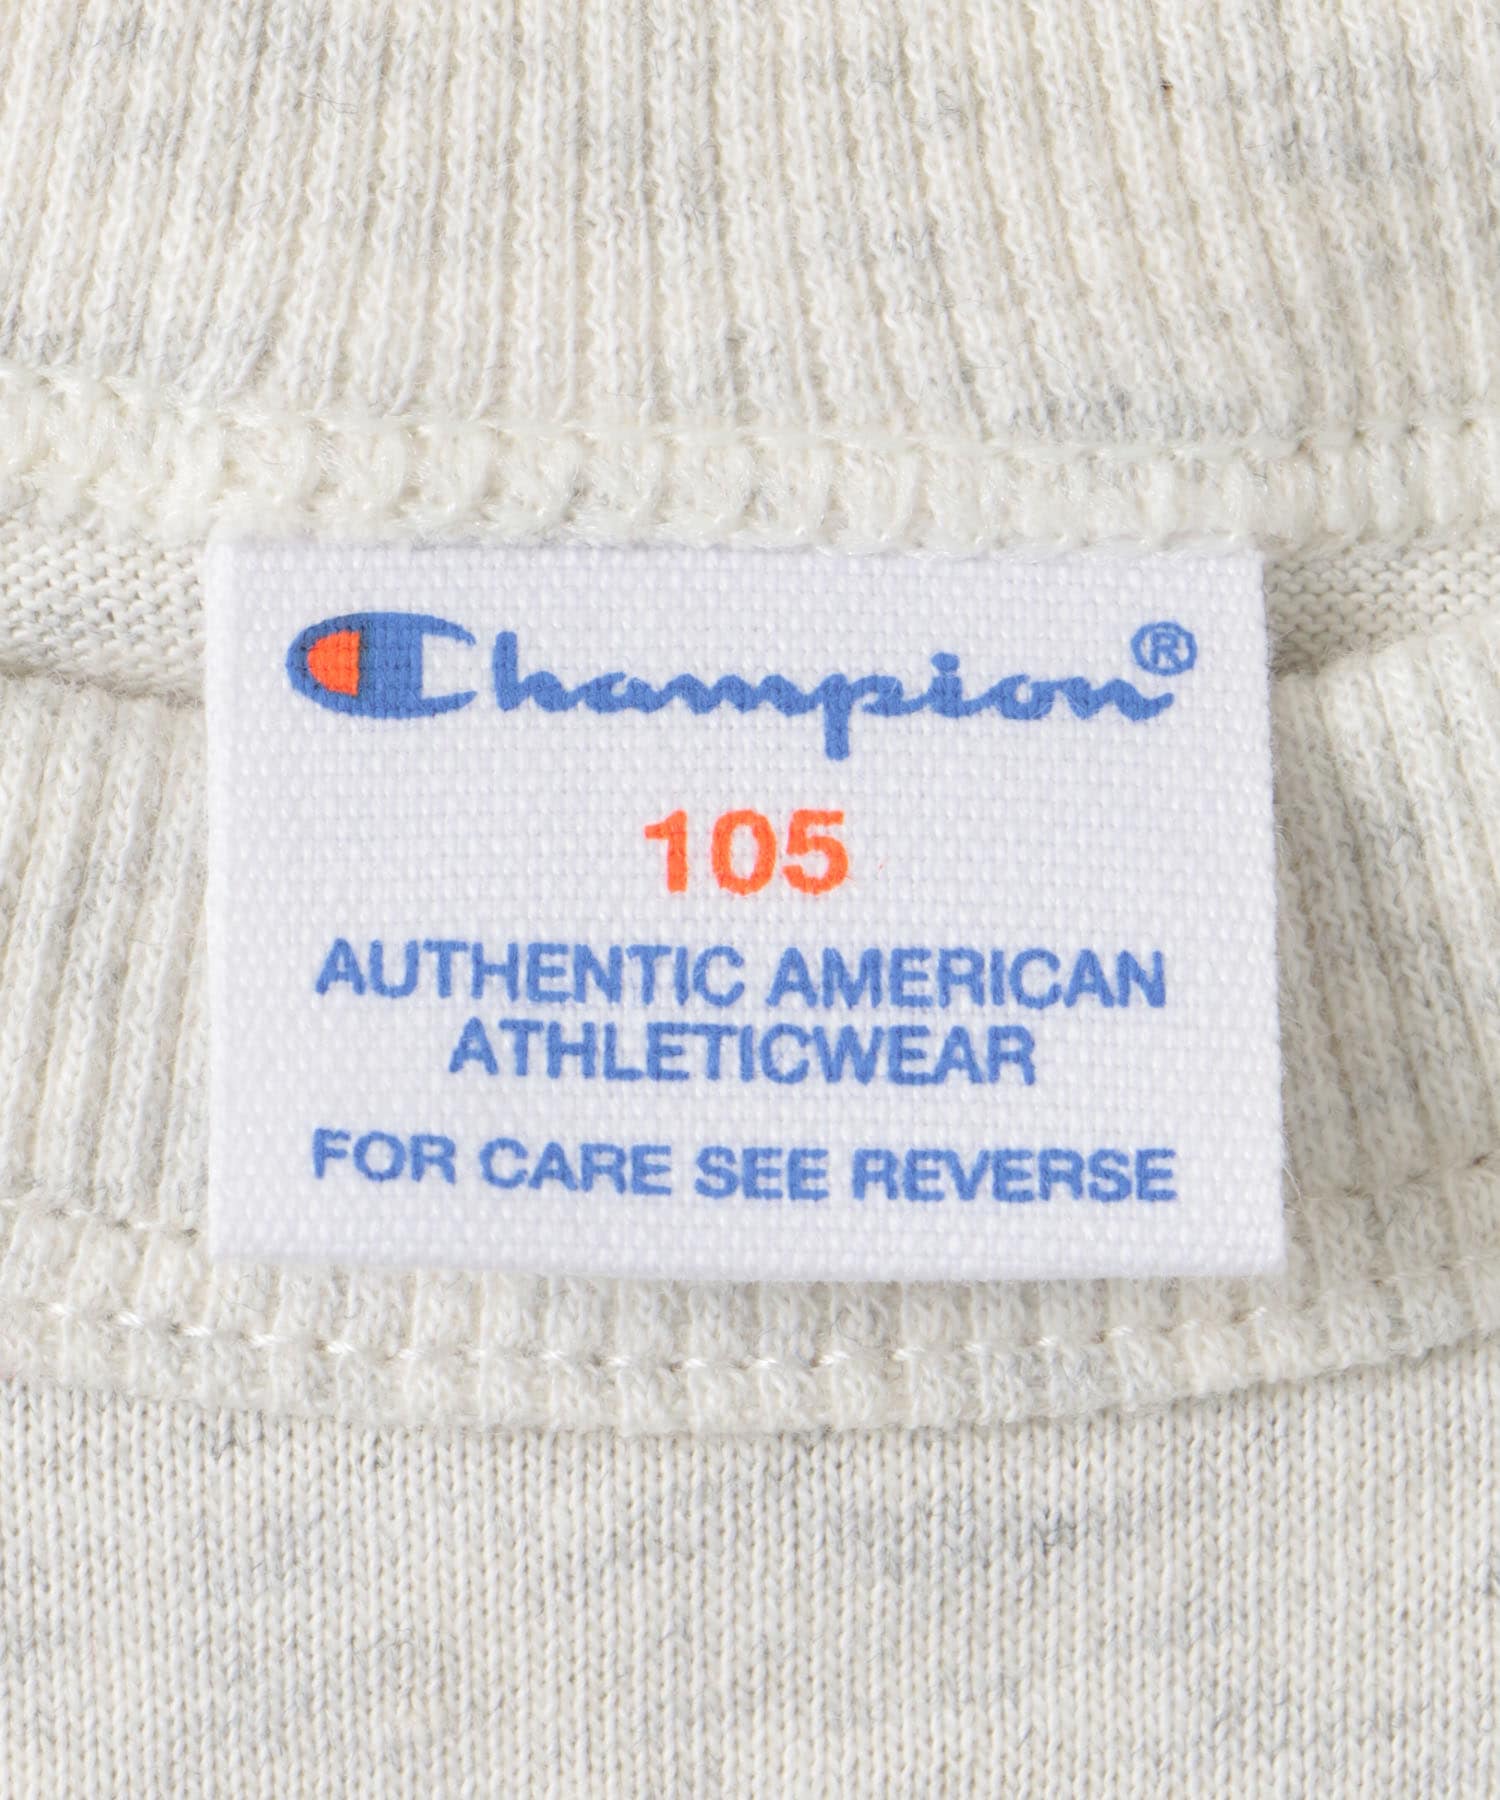 Champion®
105
AUTHENTIC AMERICAN
ATHLETICWEAR
FOR CARE SEE REVERSE